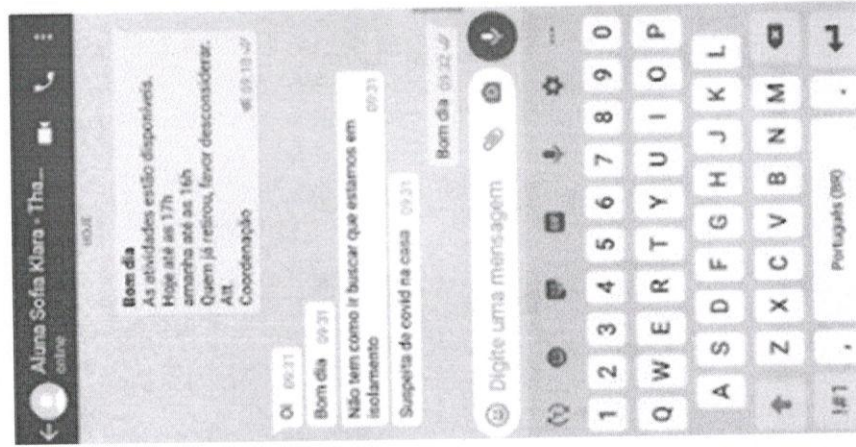 Aluna Sofia Klara - Tha...
online
HOJE
Bom dia
As atividades estão disponíveis.
Hoje até as 17h
amanha até as 16h
Quem já retirou, favor desconsiderar.
Att.
Coordenação
09:18
Oi 09:31
Bom dia 09:31
Não tem como ir buscar que estamos em
isolamento 09:31
Suspeita de covid na casa 09:31
Bom dia 09:32
Digite uma mensagem
1 2 3 4 5 6 7 8 9 0
Q W E R T Y U I O P
A S D F G H J K L
Z X C V B N M
!#1 , Português (BR) .